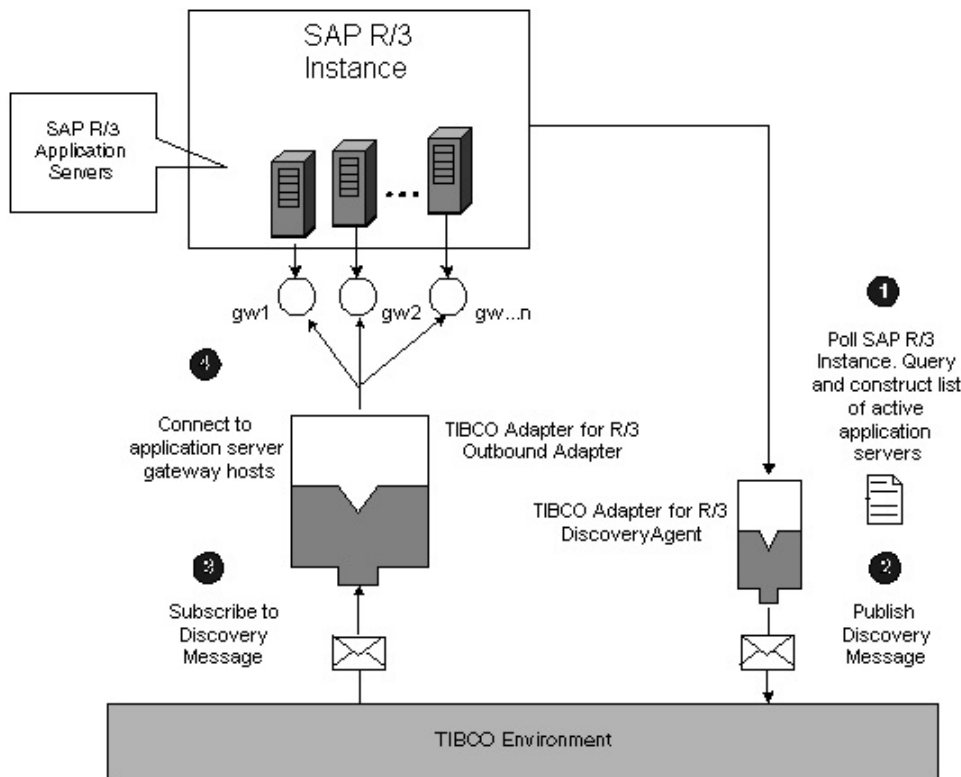 SAP R/3
Instance
SAP R/3
Application
Servers
gw1
gw2
gw...n
1
Poll SAP R/3
Instance. Query
and construct list
of active
application
servers
4
Connect to
application server
gateway hosts
TIBCO Adapter for R/3
Outbound Adapter
TIBCO Adapter for R/3
DiscoveryAgent
3
Subscribe to
Discovery
Message
2
Publish
Discovery
Message
TIBCO Environment